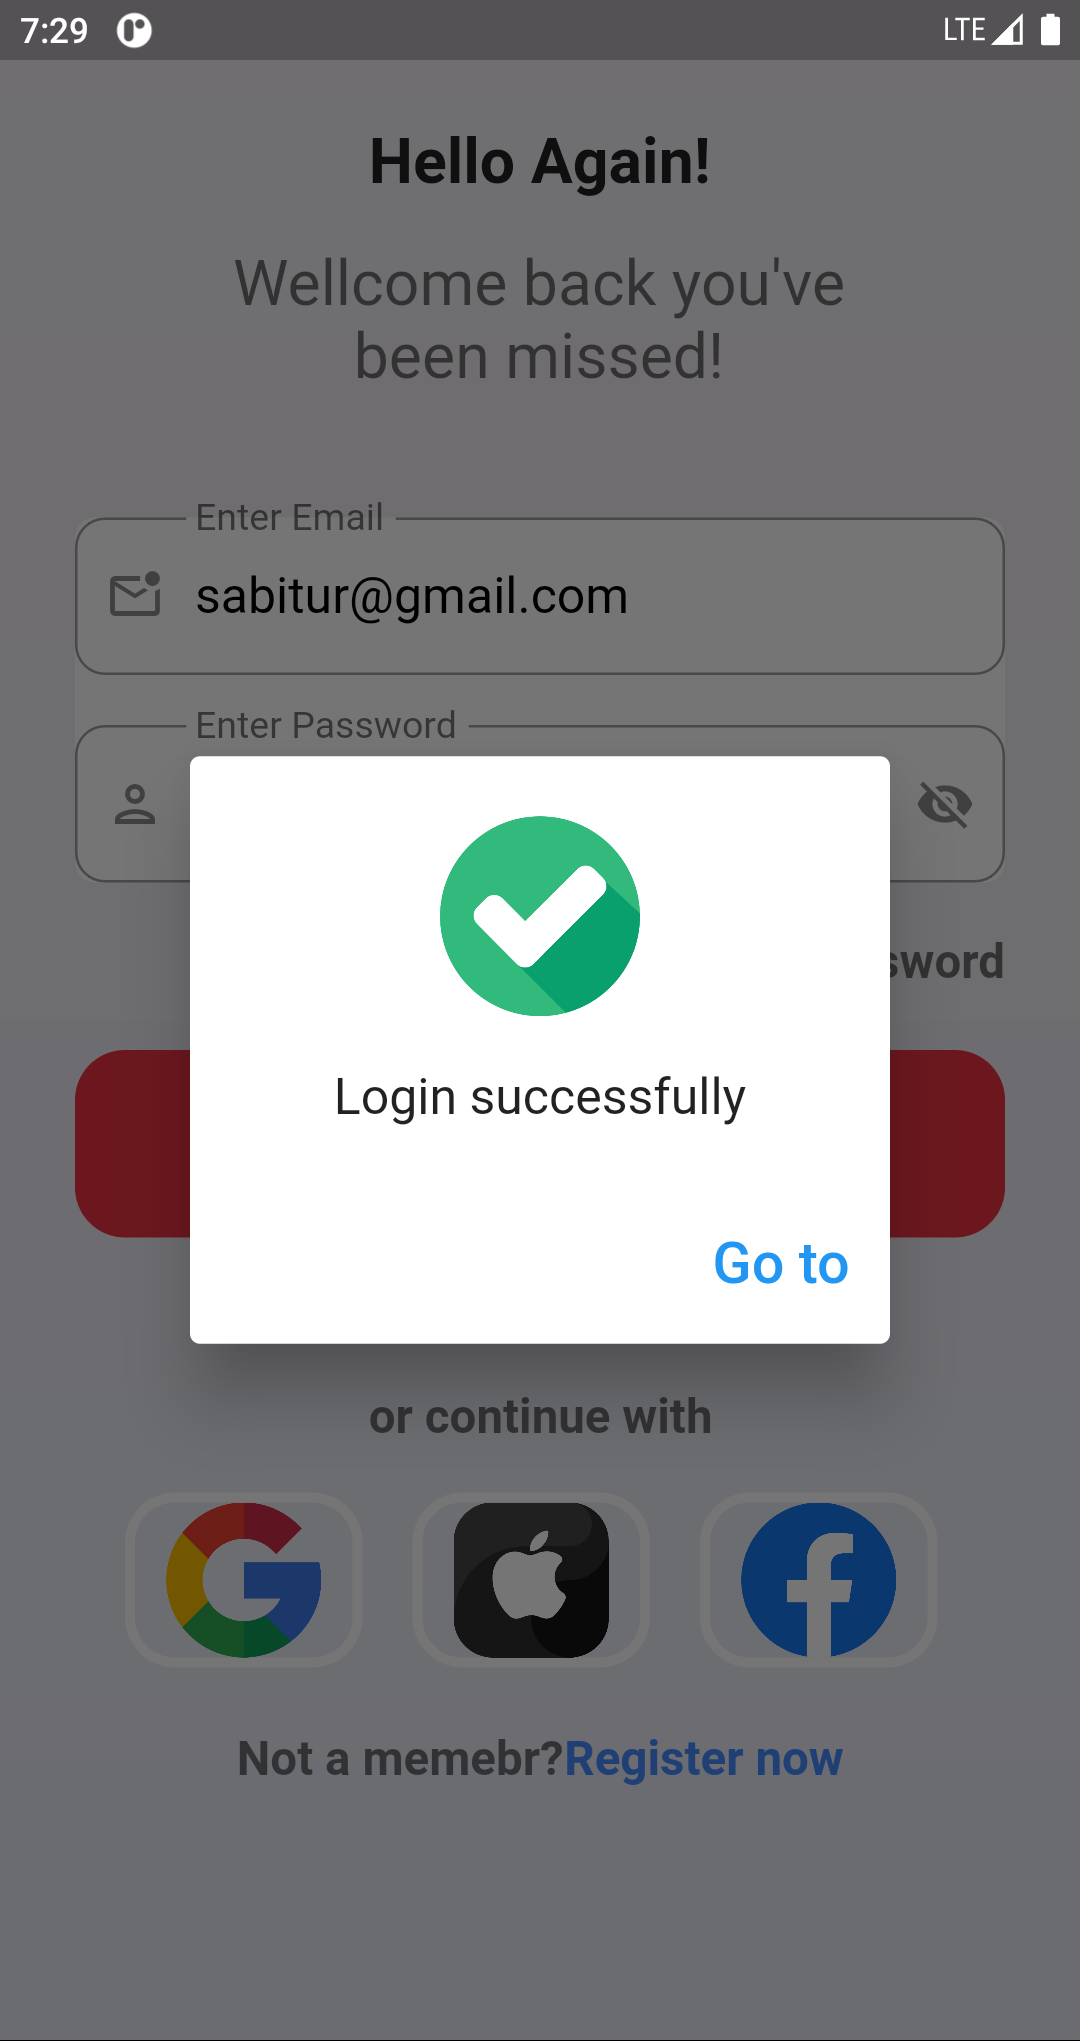 7:29 LTE
Hello Again!
Wellcome back you've
been missed!
Enter Email
sabitur@gmail.com
Enter Password
sword
Login successfully
Go to
or continue with
Not a memebr?Register now